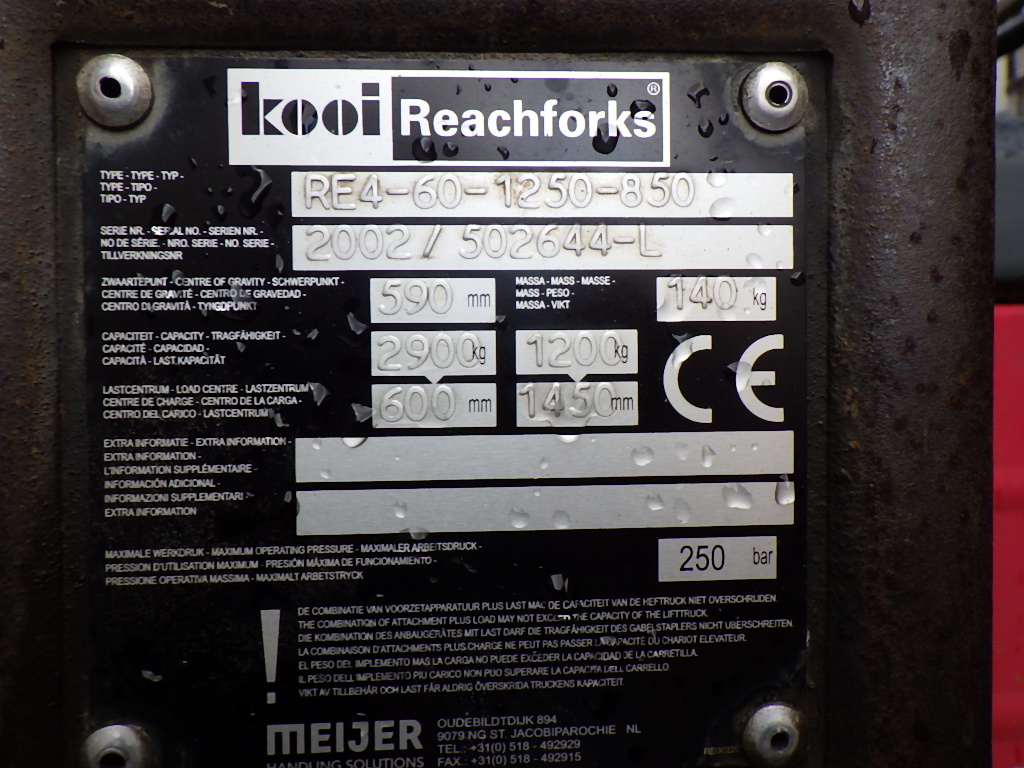 kooi Reachforks®
TYPE - TYPE - TYP -
TYPE - TIPO -
TIPO - TYP
RE4-60-1250-850
SERIE NR. - SERIAL NO. - SERIEN NR. -
NO DE SÉRIE. - NRO. SERIE - NO. SERIE -
TILLVERKNINGSNR
2002/502644-L
ZWAARTEPUNT - CENTRE OF GRAVITY - SCHWERPUNKT -
CENTRE DE GRAVITÉ - CENTRO DE GRAVEDAD -
CENTRO DI GRAVITÀ - TYNGDPUNKT
590 mm
MASSA - MASS - MASSE -
MASS - PESO -
MASSA - VIKT
140 kg
CAPACITEIT - CAPACITY - TRAGFÄHIGKEIT -
CAPACITÉ - CAPACIDAD -
CAPACITÀ - LAST.KAPACITÄT
2900 kg 1200 kg
CE
LASTCENTRUM - LOAD CENTRE - LASTZENTRUM
CENTRE DE CHARGE - CENTRO DE LA CARGA -
CENTRO DEL CARICO - LASTCENTRUM
600 mm 1450 mm
EXTRA INFORMATIE - EXTRA INFORMATION -
EXTRA INFORMATION -
L'INFORMATION SUPPLÉMENTAIRE -
INFORMACIÓN ADICIONAL -
INFORMAZIONI SUPPLEMENTARI -
EXTRA INFORMATION
MAXIMALE WERKDRUK - MAXIMUM OPERATING PRESSURE - MAXIMALER ARBEITSDRUCK -
PRESSION D'UTILISATION MAXIMUM - PRESIÓN MÁXIMA DE FUNCIONAMIENTO -
PRESSIONE OPERATIVA MASSIMA - MAXIMALT ARBETSTRYCK
250 bar
!
DE COMBINATIE VAN VOORZETAPPARATUUR PLUS LAST MAG DE CAPACITEIT VAN DE HEFTRUCK NIET OVERSCHRIJDEN.
THE COMBINATION OF ATTACHMENT PLUS LOAD MAY NOT EXCEED THE CAPACITY OF THE LIFTTRUCK.
DIE KOMBINATION DES ANBAUGERÄTES MIT LAST DARF DIE TRAGFÄHIGKEIT DES GABELSTAPLERS NICHT ÜBERSCHREITEN.
LA COMBINAISON D'ATTACHMENTS PLUS CHARGE NE PEUT PAS PASSER LA CAPACITÉ DU CHARIOT ELEVATEUR.
EL PESO DEL IMPLEMENTO MAS LA CARGA NO PUEDE EXCEDER LA CAPACIDAD DE LA CARRETILLA.
IL PESO DELL IMPLEMENTO PIU CARICO NON PUO SUPERARE LA CAPACITA DELL CARRELLO.
VIKT AV TILLBEHÄR OCH LAST FÅR ALDRIG ÖVERSKRIDA TRUCKENS KAPACITET.
MEIJER
HANDLING SOLUTIONS
OUDEBILDTDIJK 894
9079 NG ST. JACOBIPAROCHIE NL
TEL.: +31(0) 518 - 492929
FAX.: +31(0) 518 - 492915